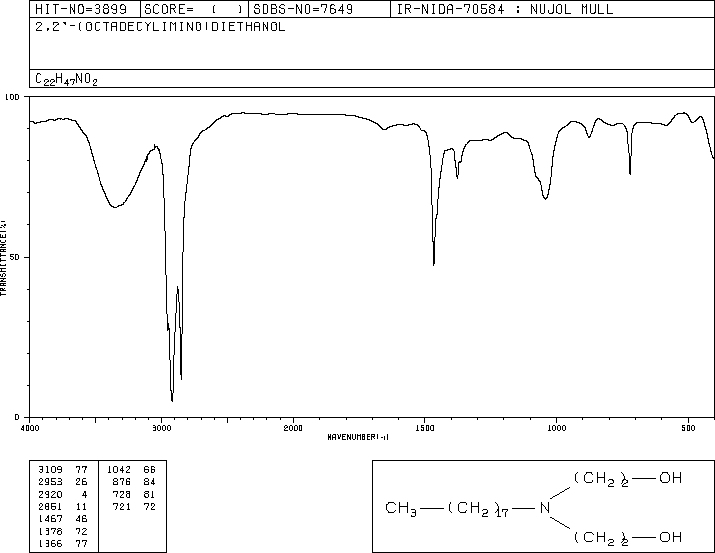 HIT-NO=3899 SCORE= ( ) SDBS-NO=7649 IR-NIDA-70584 : NUJOL MULL
2,2'-(OCTADECYLIMINO)DIETHANOL
C22H47NO2
100
50
0
TRANSMITTANCE(%)
4000 3000 2000 1500 1000 500
WAVENUMBER(-1)
3109 77 1042 66
2953 26 876 84
2920 4 728 81
2851 11 721 72
1467 46
1378 72
1366 77
(CH2)2—OH
CH3—(CH2)17—N
(CH2)2—OH